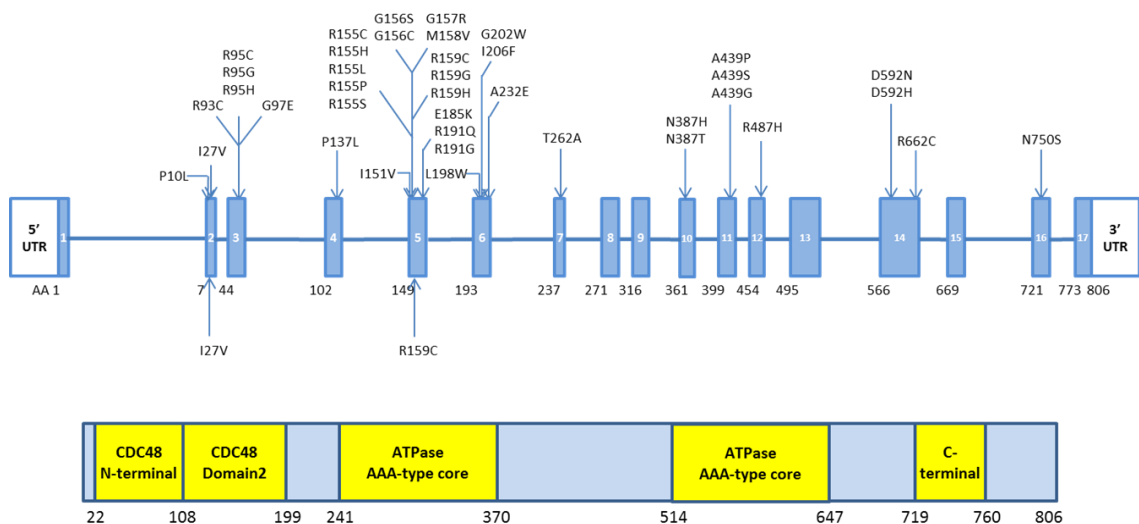 G156S
G156C
G157R
M158V
R155C
R155H
R155L
R155P
R155S
R159C
R159G
R159H
G202W
I206F
R95C
R95G
R95H
A439P
A439S
A439G
D592N
D592H
R93C
G97E
A232E
E185K
R191Q
R191G
N387H
N387T
R487H
I27V
P137L
T262A
R662C
N750S
P10L
I151V
L198W
5' UTR
1
2
3
4
5
6
7
8
9
10
11
12
13
14
15
16
17
3' UTR
AA 1
7
44
102
149
193
237
271
316
361
399
454
495
566
669
721
773
806
I27V
R159C
CDC48
N-terminal
CDC48
Domain2
ATPase
AAA-type core
ATPase
AAA-type core
C-
terminal
22
108
199
241
370
514
647
719
760
806